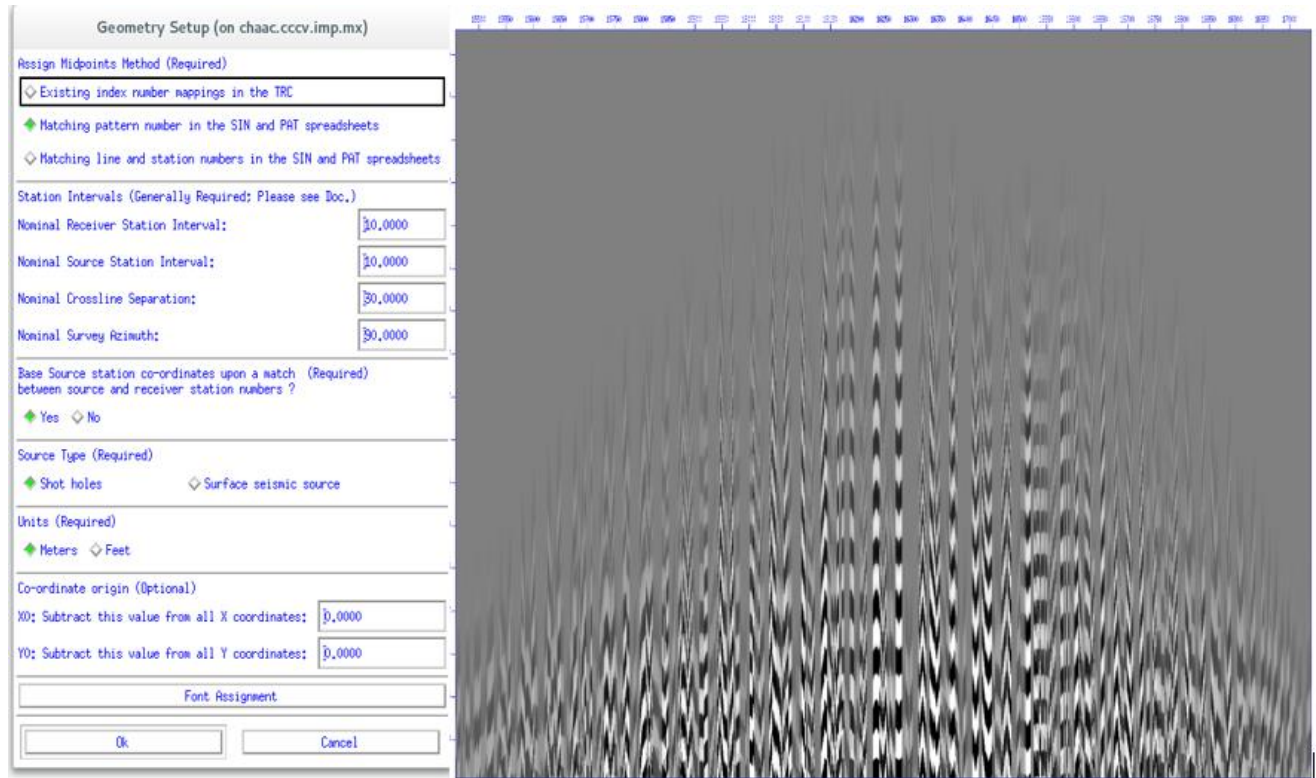 Geometry Setup (on chaac.cccv.imp.mx)
Assign Midpoints Method (Required)
Existing index number mappings in the TRC
Matching pattern number in the SIN and PAT spreadsheets
Matching line and station numbers in the SIN and PAT spreadsheets
Station Intervals (Generally Required; Please see Doc.)
Nominal Receiver Station Interval: 10.0000
Nominal Source Station Interval: 10.0000
Nominal Crossline Separation: 30.0000
Nominal Survey Azimuth: 90.0000
Base Source station co-ordinates upon a match (Required)
between source and receiver station numbers ?
Yes No
Source Type (Required)
Shot holes Surface seismic source
Units (Required)
Meters Feet
Co-ordinate origin (Optional)
X0: Subtract this value from all X coordinates: 0.0000
Y0: Subtract this value from all Y coordinates: 0.0000
Font Assignment
Ok Cancel